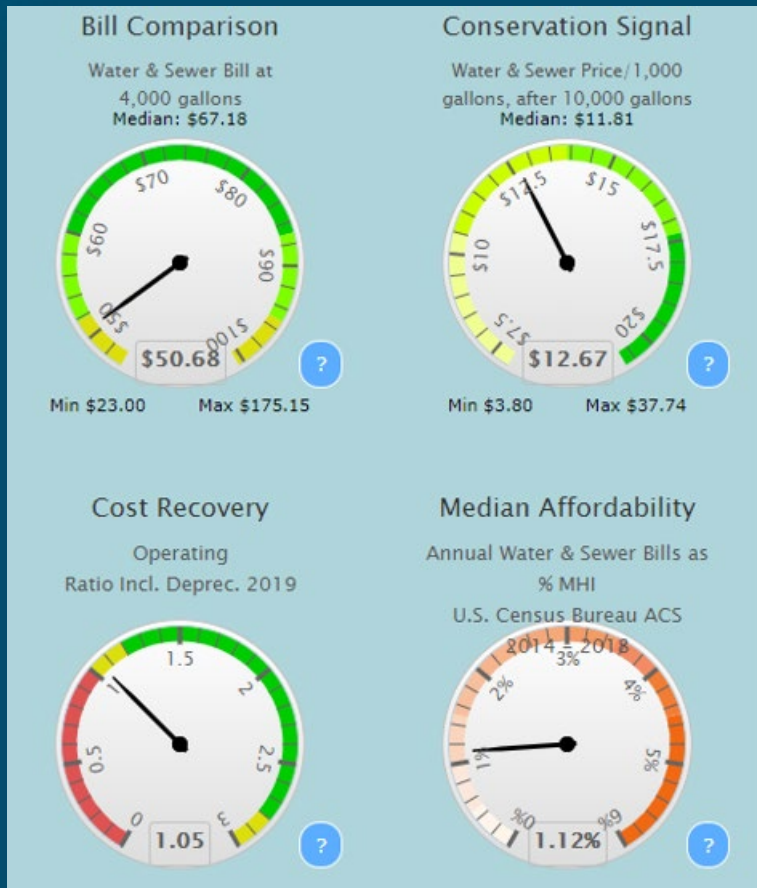 Bill Comparison
Water & Sewer Bill at
4,000 gallons
Median: $67.18
$50
$60
$70
$80
$90
$100
$50.68
?
Min $23.00 Max $175.15
Conservation Signal
Water & Sewer Price/1,000
gallons, after 10,000 gallons
Median: $11.81
$7.5
$10
$12.5
$15
$17.5
$20
$12.67
?
Min $3.80 Max $37.74
Cost Recovery
Operating
Ratio Incl. Deprec. 2019
0
0.5
1
1.5
2
2.5
3
1.05
?
Median Affordability
Annual Water & Sewer Bills as
% MHI
U.S. Census Bureau ACS
2014 - 2018
0%
1%
2%
3%
4%
5%
6%
1.12%
?